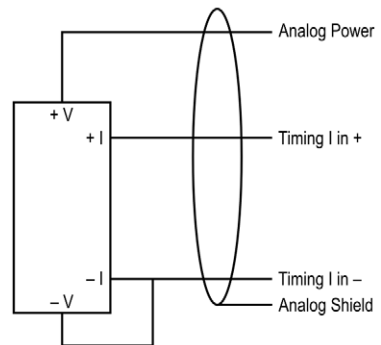 Analog Power
+ V
+ I
Timing I in +
– I
Timing I in –
– V
Analog Shield